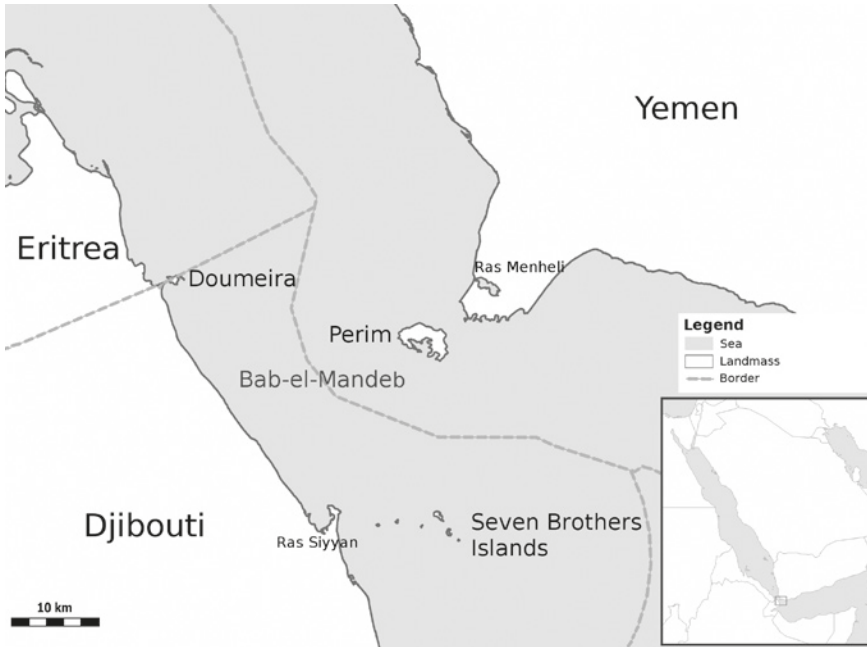 Yemen
Eritrea
Ras Menheli
Doumeira
Perim
Legend
Sea
Landmass
Border
Bab-el-Mandeb
Djibouti
Ras Siyyan
Seven Brothers
Islands
10 km